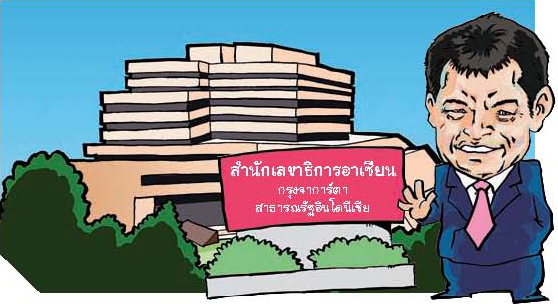 สำนักเลขาธิการอาเซียน
กรุงจาการ์ตา
สาธารณรัฐอินโดนีเซีย